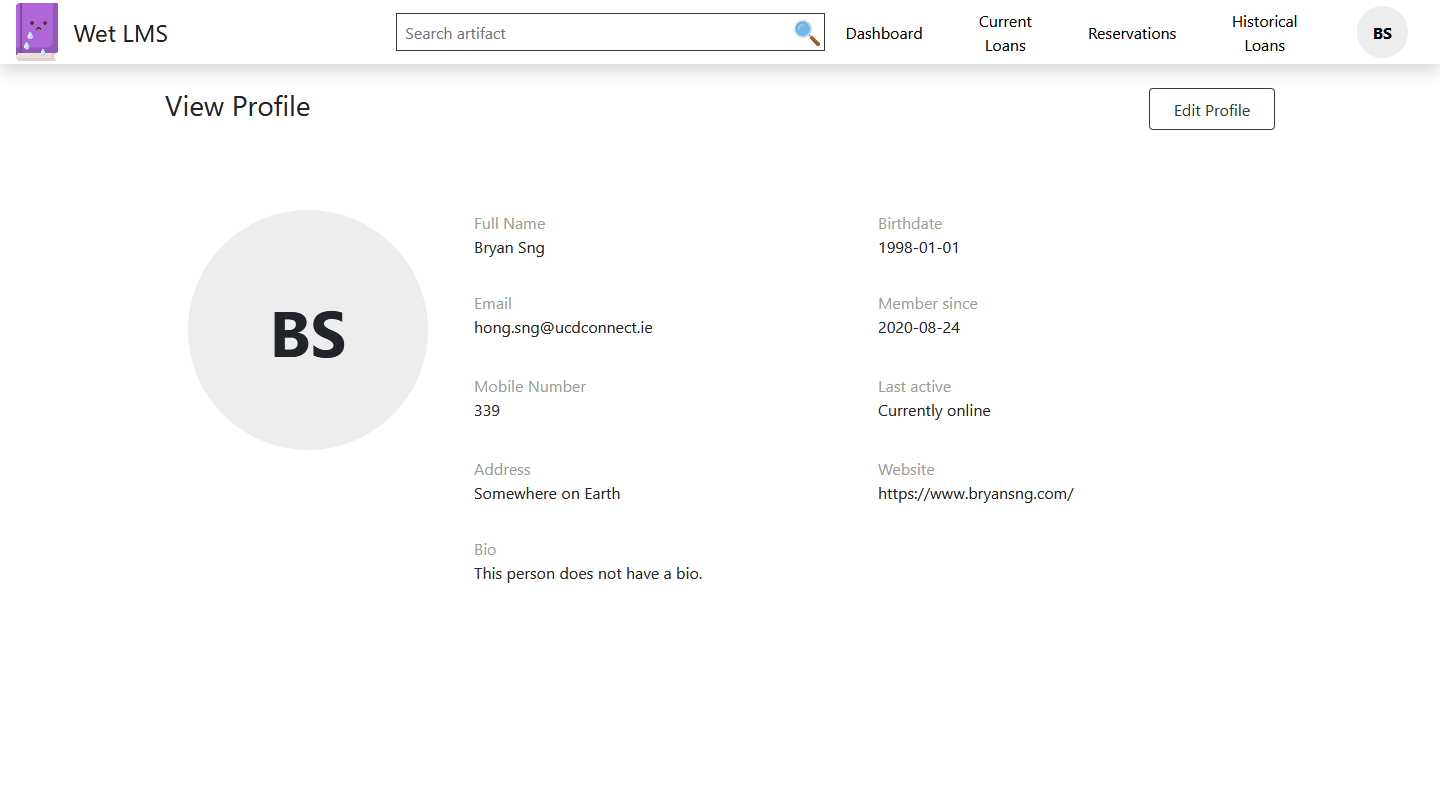 Wet LMS
Search artifact
Dashboard
Current
Loans
Reservations
Historical
Loans
BS
View Profile
Edit Profile
BS
Full Name
Bryan Sng
Birthdate
1998-01-01
Email
hong.sng@ucdconnect.ie
Member since
2020-08-24
Mobile Number
339
Last active
Currently online
Address
Somewhere on Earth
Website
https://www.bryansng.com/
Bio
This person does not have a bio.